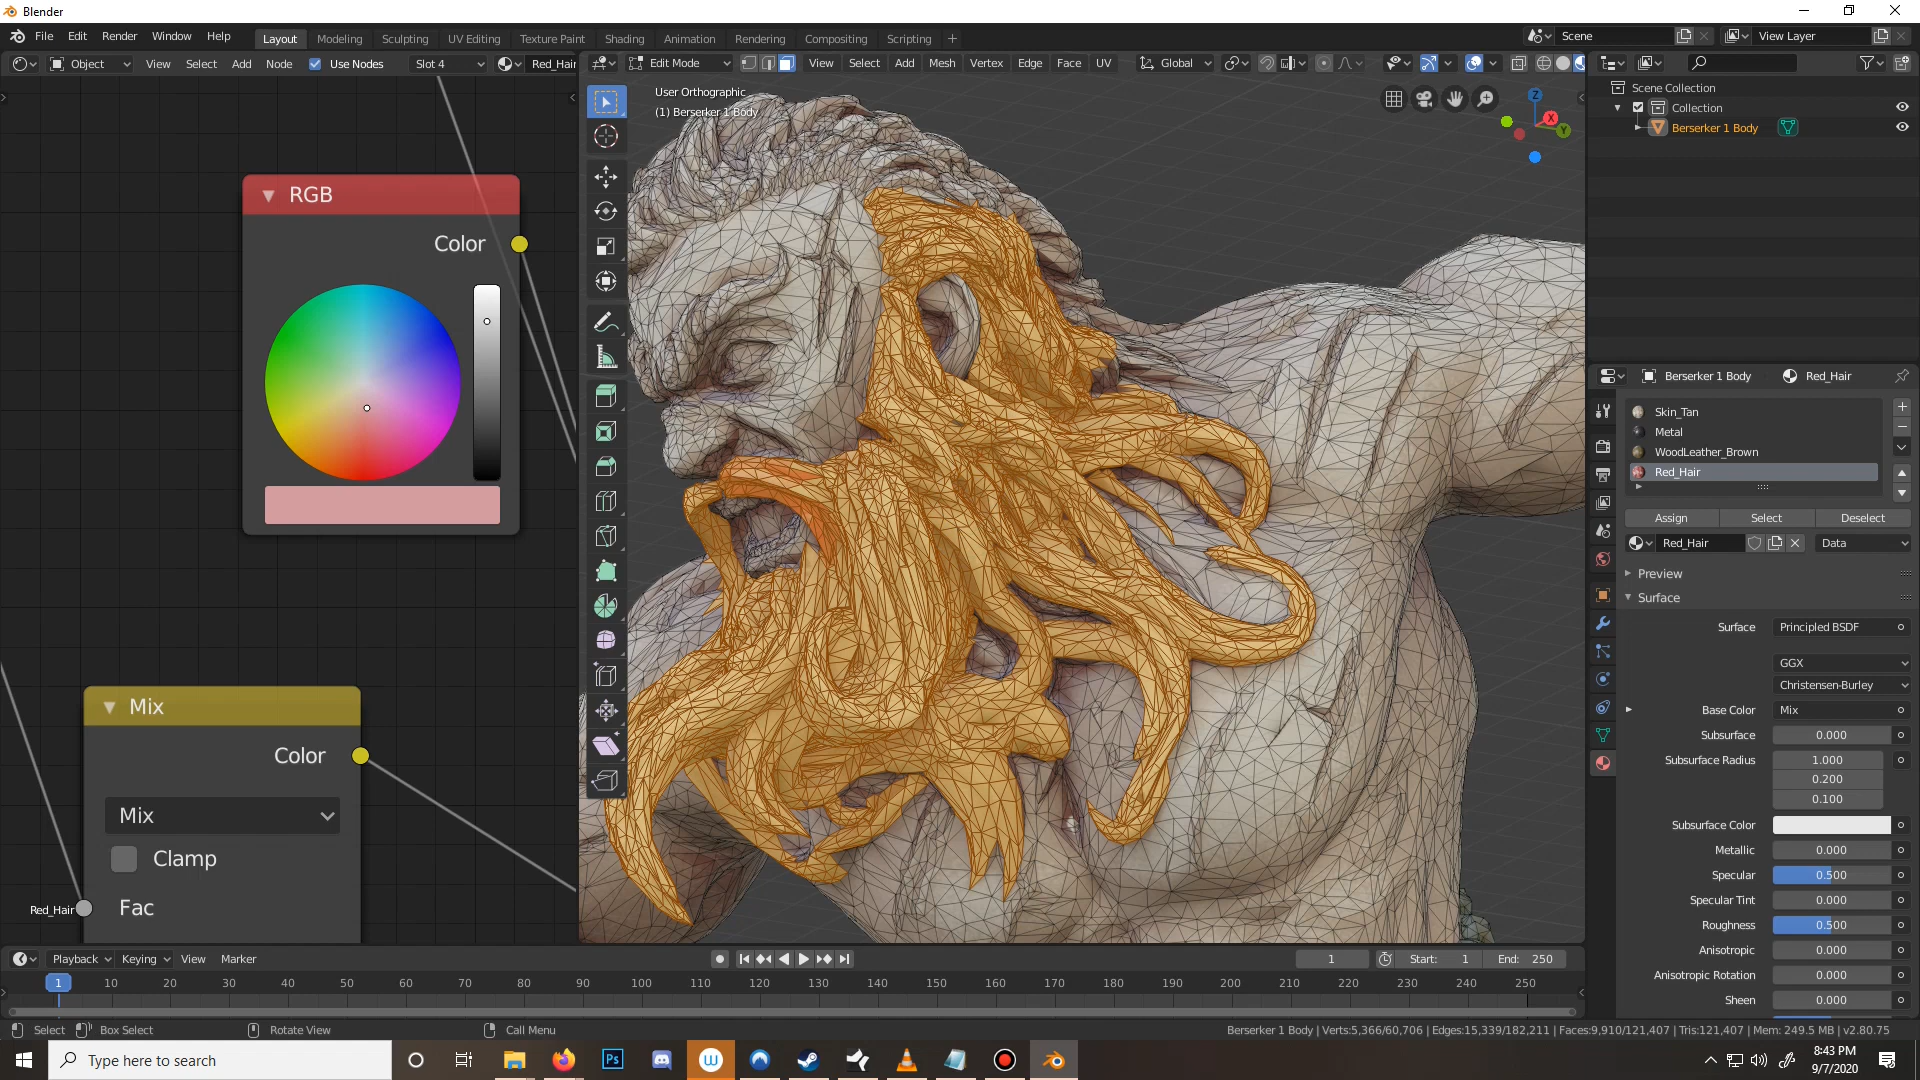 Blender
File Edit Render Window Help
Layout Modeling Sculpting UV Editing Texture Paint Shading Animation Rendering Compositing Scripting +
Scene
View Layer
Object View Select Add Node Use Nodes Slot 4 Red_Hair
Edit Mode View Select Add Mesh Vertex Edge Face UV Global
User Orthographic
(1) Berserker 1 Body
Z
X
Y
Scene Collection
Collection
Berserker 1 Body
RGB
Color
Mix
Color
Mix
Clamp
Red_Hair
Fac
Berserker 1 Body Red_Hair
Skin_Tan
Metal
WoodLeather_Brown
Red_Hair
Assign Select Deselect
Red_Hair Data
Preview
Surface
Surface Principled BSDF
GGX
Christensen-Burley
Base Color Mix
Subsurface 0.000
Subsurface Radius 1.000
0.200
0.100
Subsurface Color
Metallic 0.000
Specular 0.500
Specular Tint 0.000
Roughness 0.500
Anisotropic 0.000
Anisotropic Rotation 0.000
Sheen 0.000
Playback Keying View Marker
1 Start: 1 End: 250
1 10 20 30 40 50 60 70 80 90 100 110 120 130 140 150 160 170 180 190 200 210 220 230 240 250
Select Box Select Rotate View Call Menu
Berserker 1 Body | Verts:5,366/60,706 | Edges:15,339/182,211 | Faces:9,910/121,407 | Tris:121,407 | Mem: 249.5 MB | v2.80.75
Type here to search
Ps
W
8:43 PM
9/7/2020